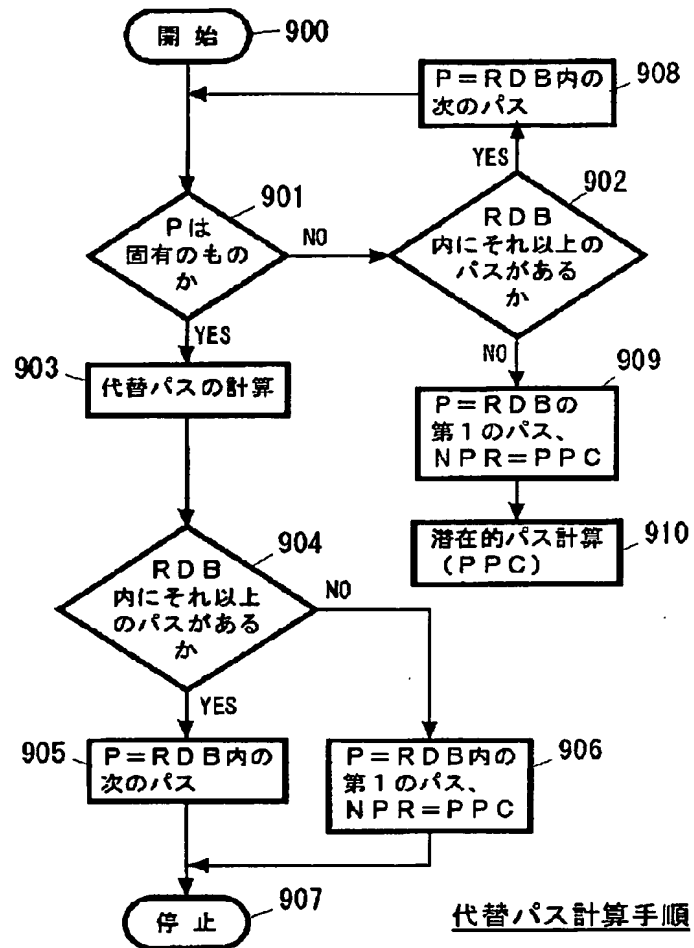 開始
900
P=RDB内の
次のパス
908
YES
901
Pは
固有のもの
か
NO
902
RDB
内にそれ以上の
パスがある
か
YES
NO
903
代替パスの計算
909
P=RDBの
第1のパス、
NPR=PPC
904
RDB
内にそれ以上
のパスがある
か
NO
潜在的パス計算
(PPC)
910
YES
905
P=RDB内の
次のパス
P=RDB内の
第1のパス、
NPR=PPC
906
停止
907
代替パス計算手順